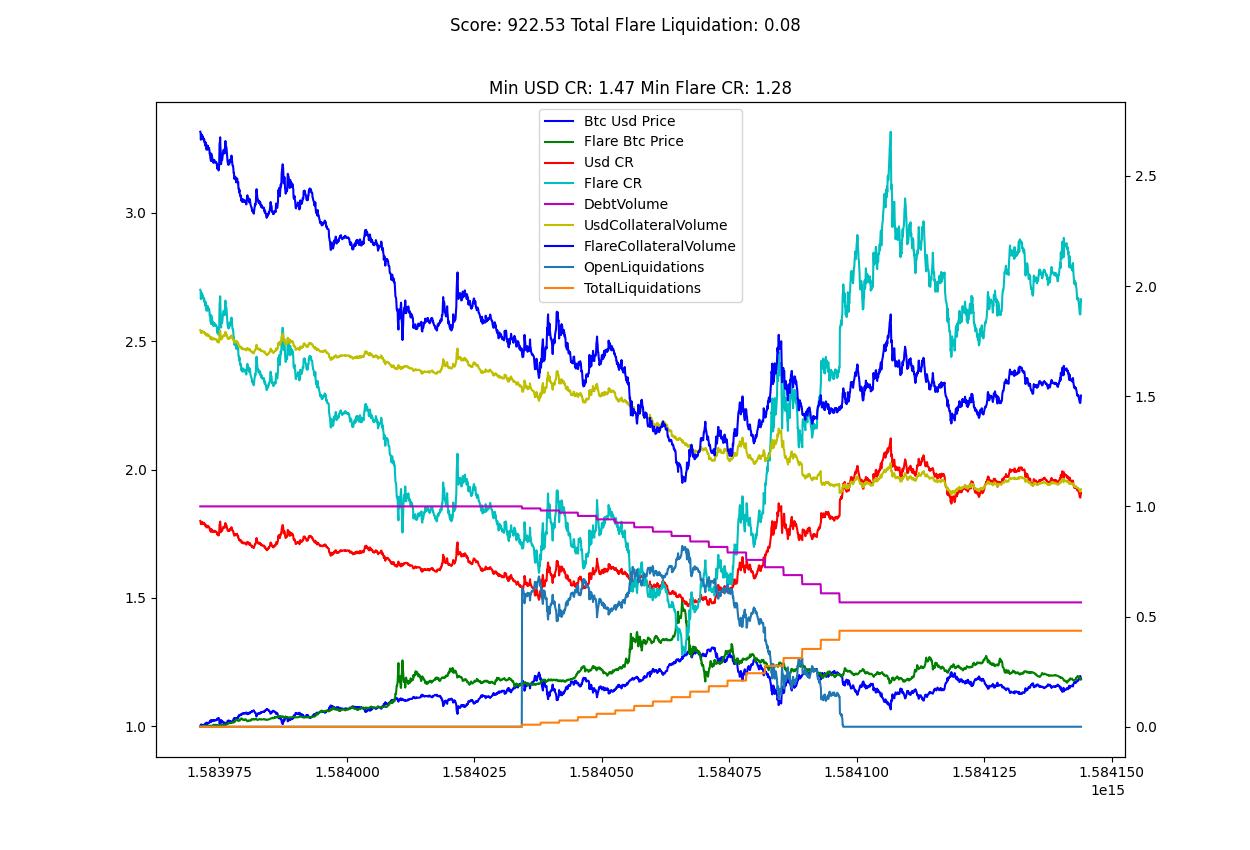 Score: 922.53 Total Flare Liquidation: 0.08
Min USD CR: 1.47 Min Flare CR: 1.28
Btc Usd Price
Flare Btc Price
Usd CR
Flare CR
DebtVolume
UsdCollateralVolume
FlareCollateralVolume
OpenLiquidations
TotalLiquidations
3.0
2.5
2.0
1.5
1.0
2.5
2.0
1.5
1.0
0.5
0.0
1.583975 1.584000 1.584025 1.584050 1.584075 1.584100 1.584125 1.584150
1e15